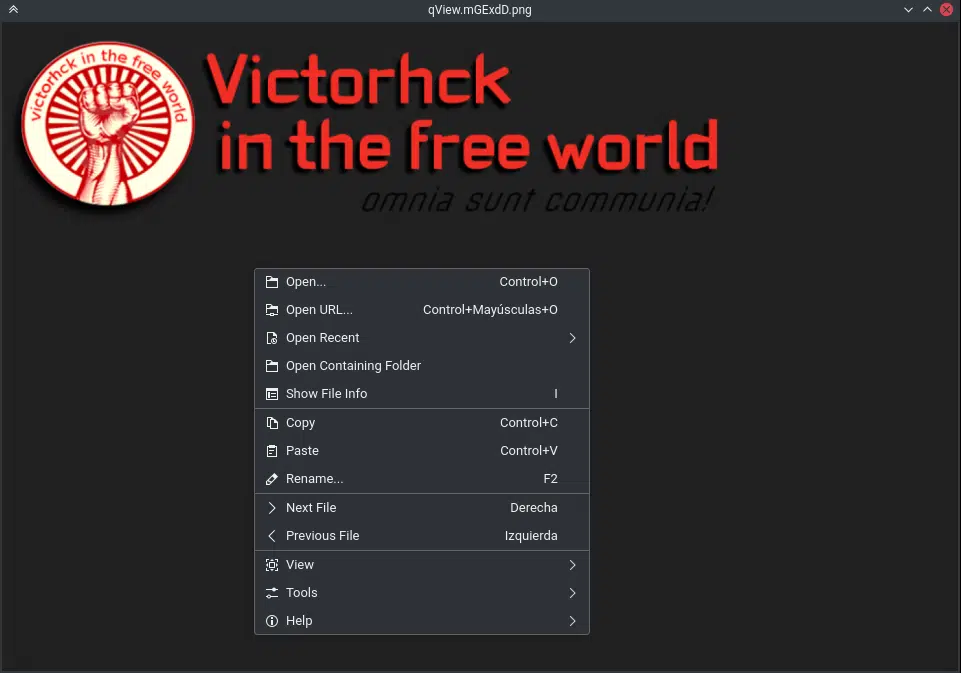 qView.mGExdD.png
victorhck in the free world
Victorhck
in the free world
omnia sunt communia!
Open... Control+O
Open URL... Control+Mayúsculas+O
Open Recent
Open Containing Folder
Show File Info I
Copy Control+C
Paste Control+V
Rename... F2
Next File Derecha
Previous File Izquierda
View
Tools
Help